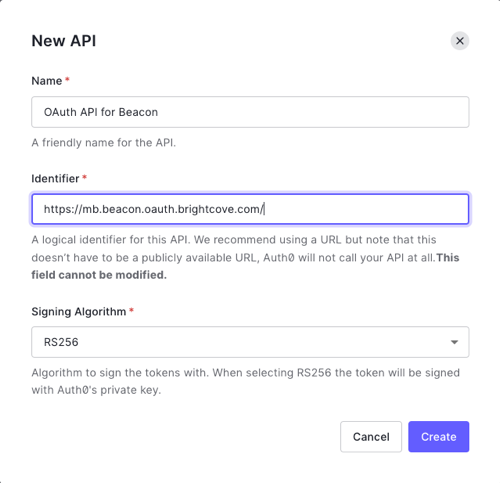 New API
Name *
OAuth API for Beacon
A friendly name for the API.
Identifier *
https://mb.beacon.oauth.brightcove.com/
A logical identifier for this API. We recommend using a URL but note that this
doesn't have to be a publicly available URL, Auth0 will not call your API at all.This
field cannot be modified.
Signing Algorithm *
RS256
Algorithm to sign the tokens with. When selecting RS256 the token will be signed
with Auth0's private key.
Cancel
Create